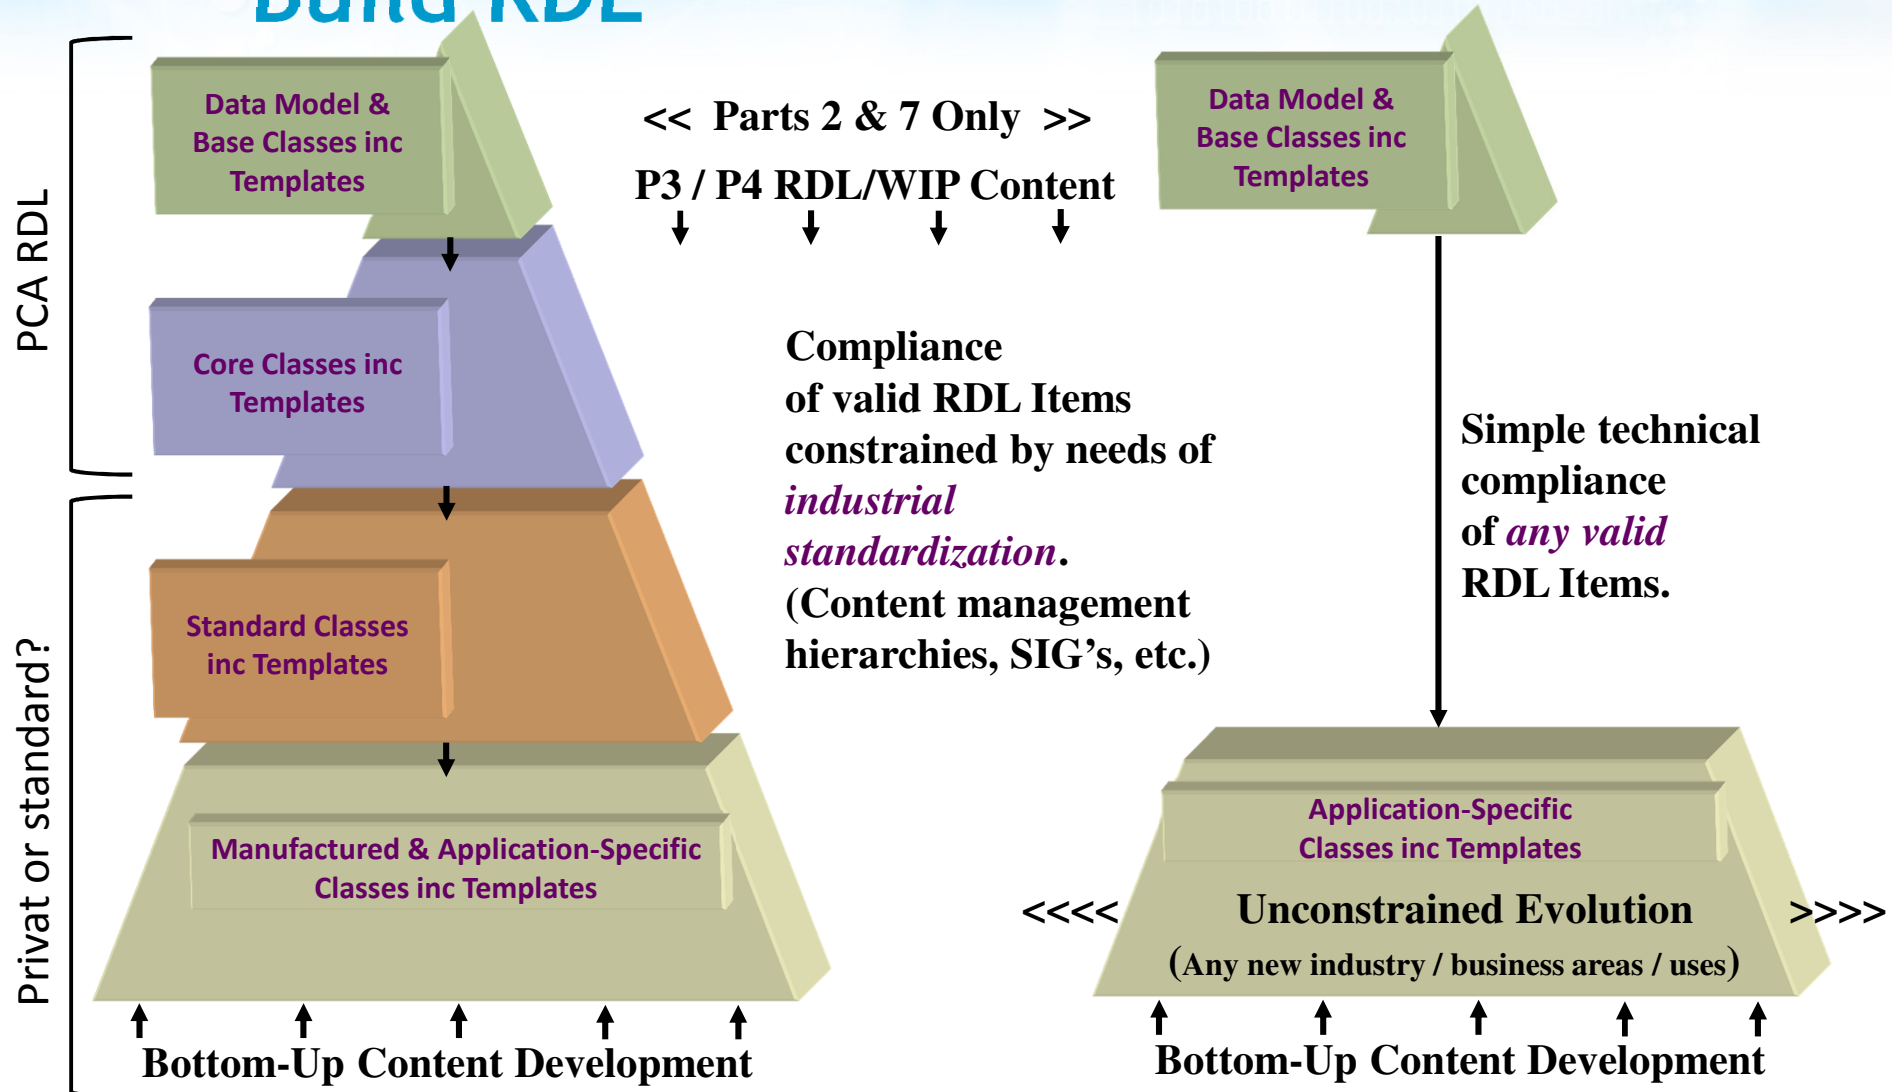 Build RDL
PCA RDL
Privat or standard?
Data Model &
Base Classes inc
Templates
Core Classes inc
Templates
Standard Classes
inc Templates
Manufactured & Application-Specific
Classes inc Templates
Bottom-Up Content Development
<< Parts 2 & 7 Only >>
P3 / P4 RDL/WIP Content
Compliance
of valid RDL Items
constrained by needs of
industrial
standardization.
(Content management
hierarchies, SIG’s, etc.)
Data Model &
Base Classes inc
Templates
Simple technical
compliance
of any valid
RDL Items.
Application-Specific
Classes inc Templates
<<<< Unconstrained Evolution >>>>
(Any new industry / business areas / uses)
Bottom-Up Content Development